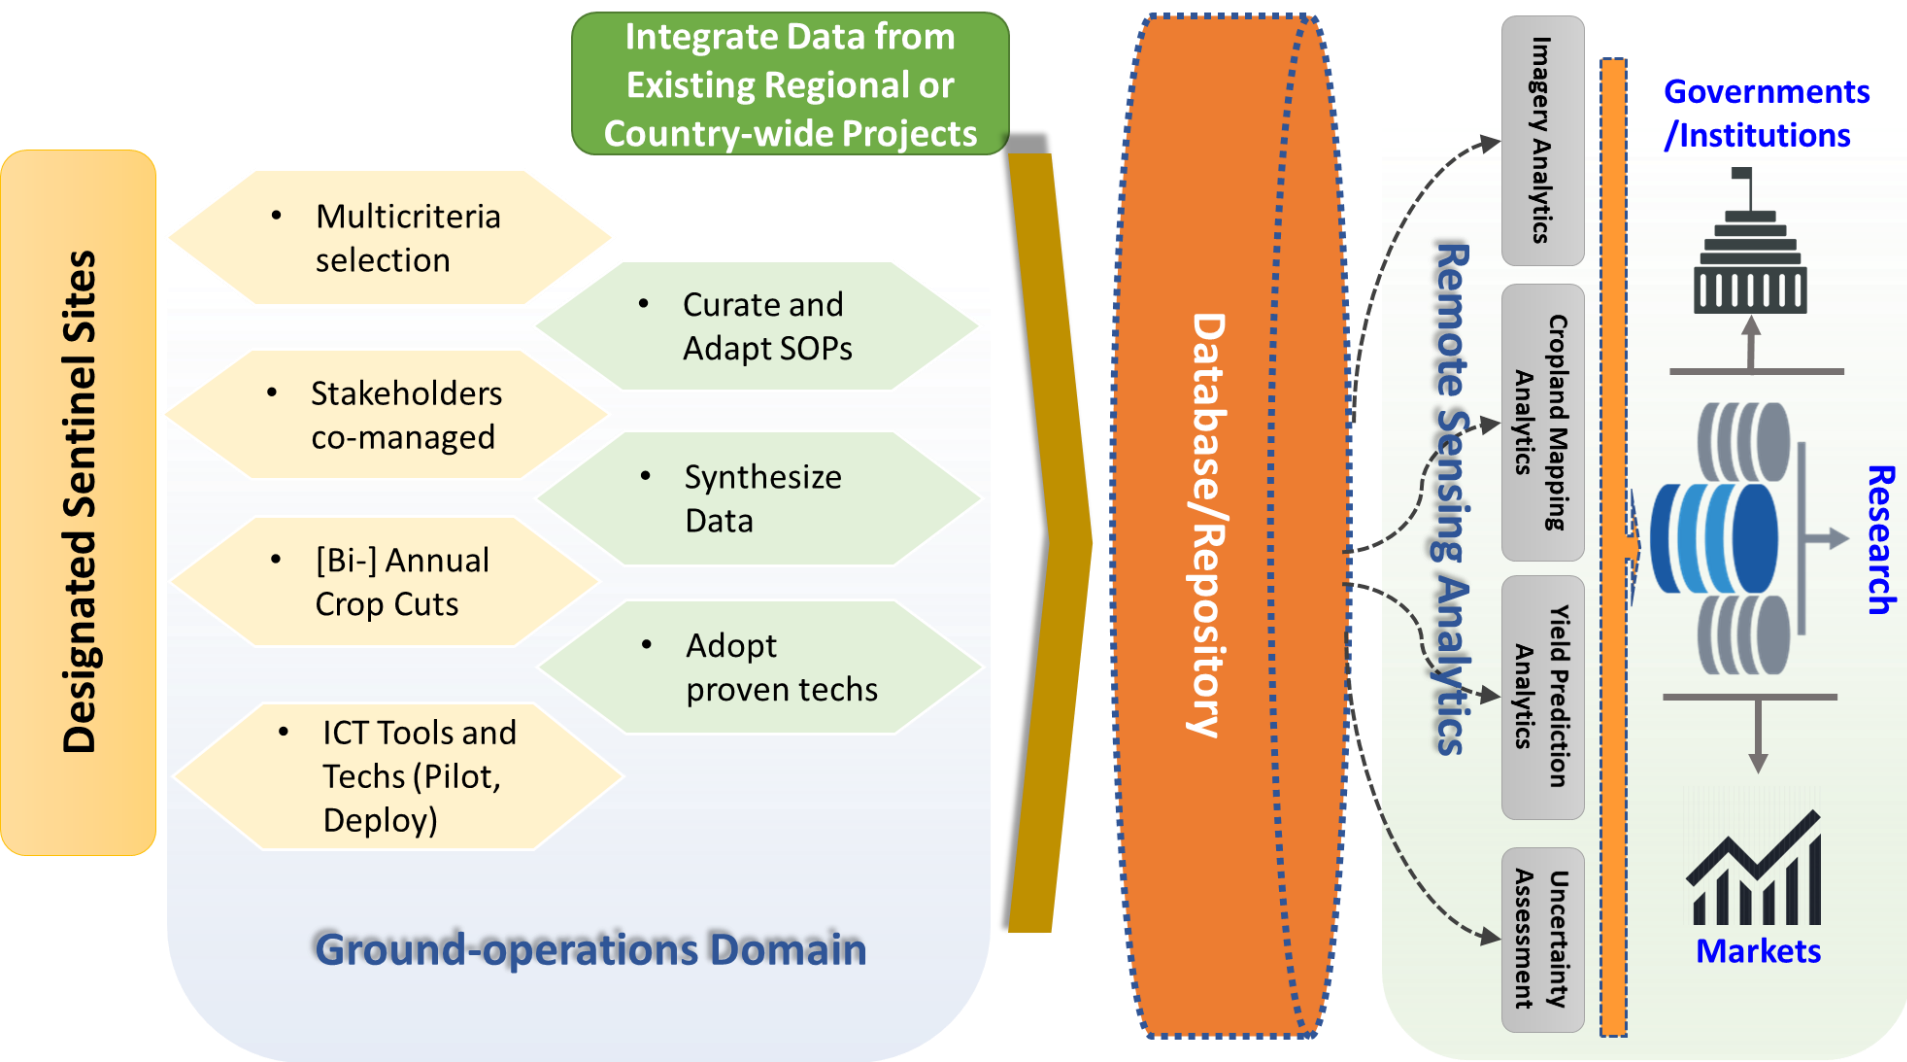 Integrate Data from
Existing Regional or
Country-wide Projects
Designated Sentinel Sites
• Multicriteria
selection
• Stakeholders
co-managed
• [Bi-] Annual
Crop Cuts
• ICT Tools and
Techs (Pilot,
Deploy)
• Curate and
Adapt SOPs
• Synthesize
Data
• Adopt
proven techs
Ground-operations Domain
Database/Repository
Remote Sensing Analytics
Imagery Analytics
Cropland Mapping
Analytics
Yield Prediction
Analytics
Uncertainty
Assessment
Governments
/Institutions
Research
Markets